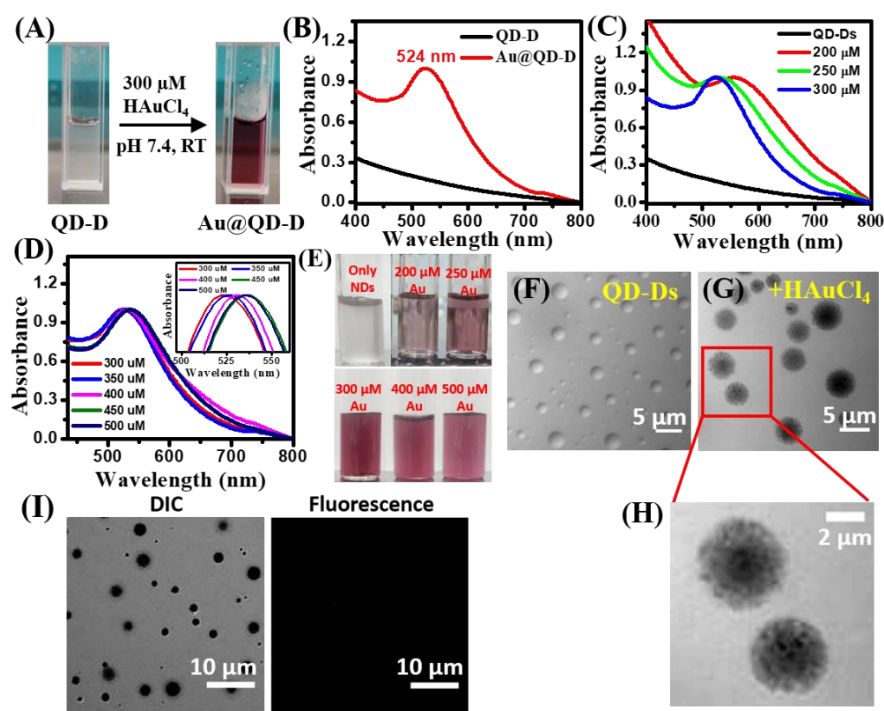 (A)
300 μM
HAuCl4
pH 7.4, RT
QD-D
Au@QD-D
(B)
524 nm
QD-D
Au@QD-D
Absorbance
1.2
0.9
0.6
0.3
0.0
400 500 600 700 800
Wavelength (nm)
(C)
QD-Ds
200 μM
250 μM
300 μM
Absorbance
1.2
0.9
0.6
0.3
0.0
400 500 600 700 800
Wavelength (nm)
(D)
300 uM
350 uM
400 uM
450 uM
500 uM
Absorbance
500 525 550
Wavelength (nm)
Absorbance
1.5
1.2
0.9
0.6
0.3
0.0
300 uM
350 uM
400 uM
450 uM
500 uM
500 600 700 800
Wavelength (nm)
(E)
Only
NDs
200 μM
Au
250 μM
Au
300 μM
Au
400 μM
Au
500 μM
Au
(F)
QD-Ds
5 μm
(G)
+HAuCl4
5 μm
(H)
2 μm
(I)
DIC
10 μm
Fluorescence
10 μm